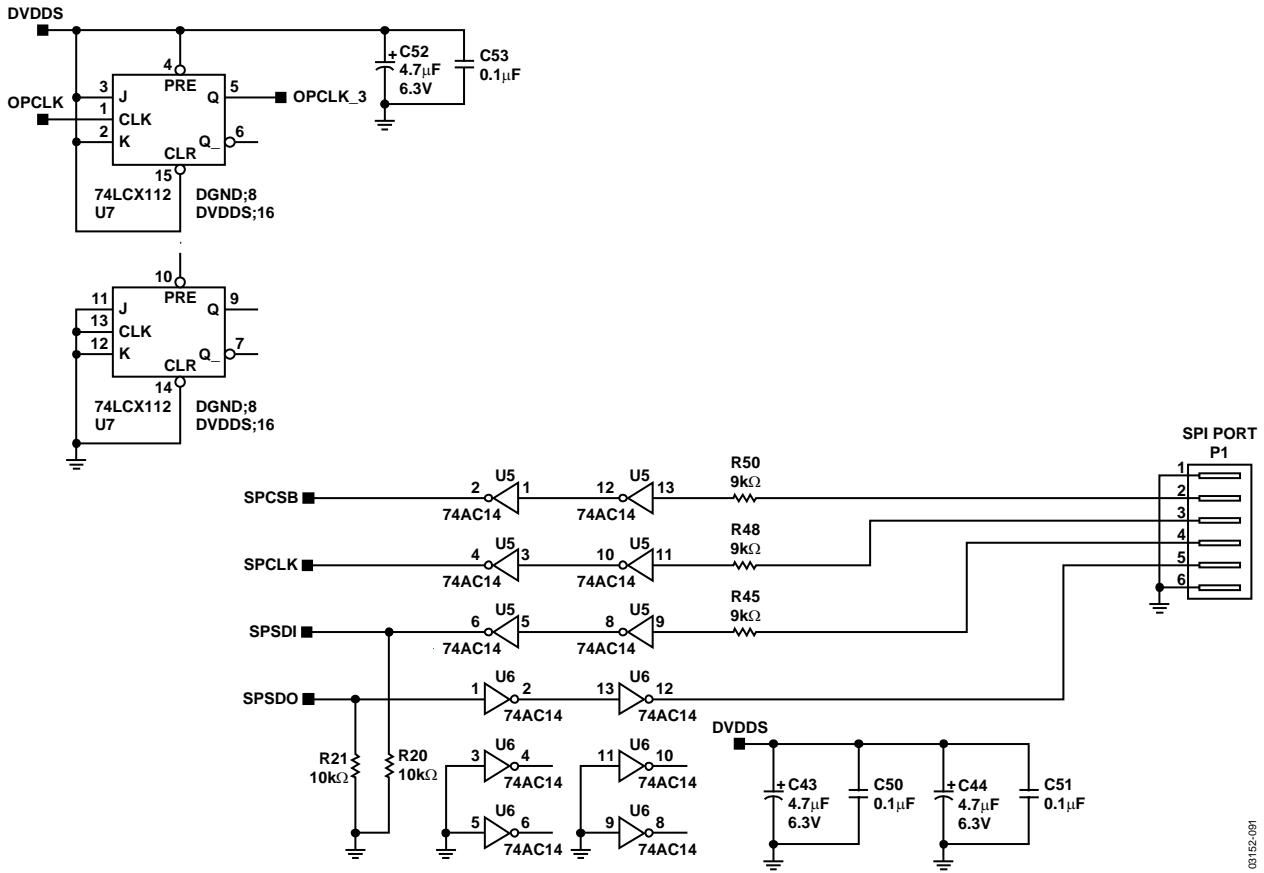 DVDDS
4
PRE
3
J
Q
5
OPCLK_3
OPCLK
1
CLK
2
K
Q_
6
CLR
15
74LCX112
U7
DGND;8
DVDDS;16
+
C52
4.7μF
6.3V
C53
0.1μF
10
PRE
11
J
Q
9
13
CLK
12
K
Q_
7
CLR
14
74LCX112
U7
DGND;8
DVDDS;16
SPI PORT
P1
1
2
3
4
5
6
SPCSB
2
U5
1
74AC14
12
U5
13
74AC14
R50
9kΩ
SPCLK
4
U5
3
74AC14
10
U5
11
74AC14
R48
9kΩ
SPSDI
6
U5
5
74AC14
8
U5
9
74AC14
R45
9kΩ
SPSDO
1
U6
2
74AC14
13
U6
12
74AC14
R21
10kΩ
R20
10kΩ
3
U6
4
74AC14
11
U6
10
74AC14
5
U6
6
74AC14
9
U6
8
74AC14
DVDDS
+
C43
4.7μF
6.3V
C50
0.1μF
+
C44
4.7μF
6.3V
C51
0.1μF
03152-091